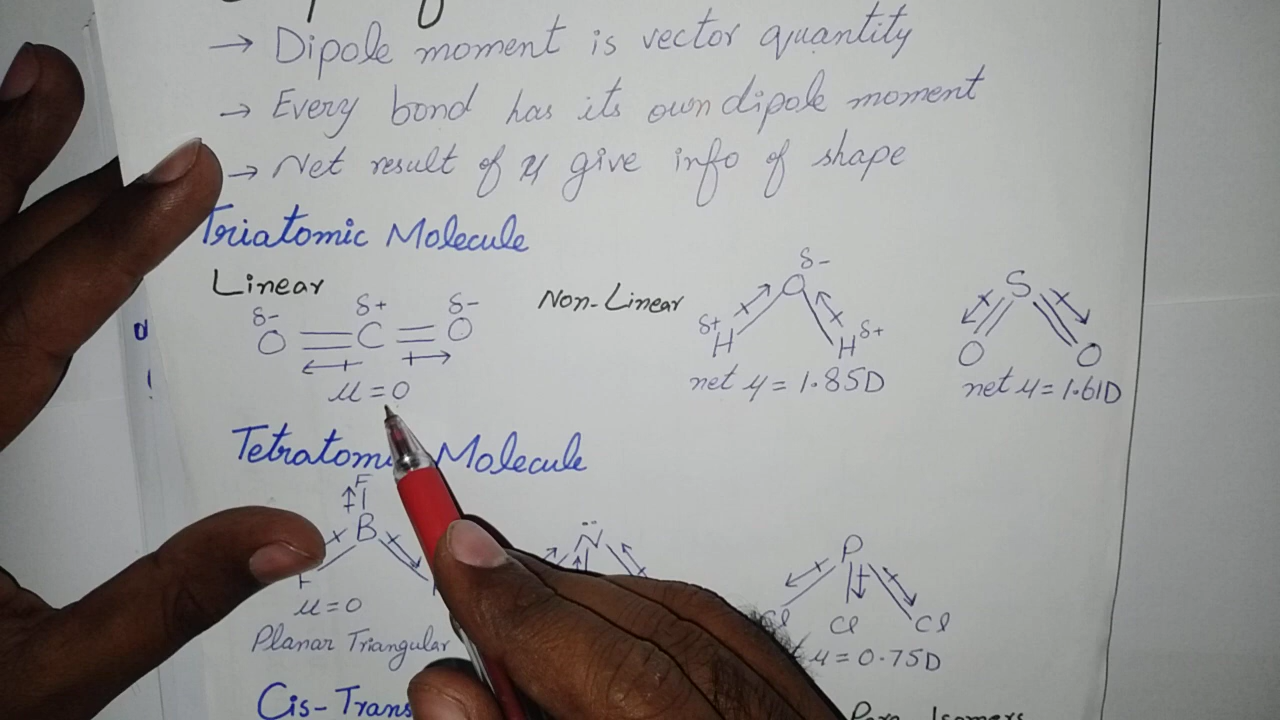 → Dipole moment is vector quantity
→ Every bond has its own dipole moment
→ Net result of μ give info of shape
Triatomic Molecule
Linear
δ- δ+ δ-
O = C = O
μ = 0
Non-Linear
δ-
O
δ+ H H δ+
net μ = 1.85D
S
O O
net μ = 1.61D
Tetratomic Molecule
F
B
F
μ = 0
Planar Triangular
N
P
Cl Cl Cl
μ = 0.75D
Cis-Trans
Para Isomers